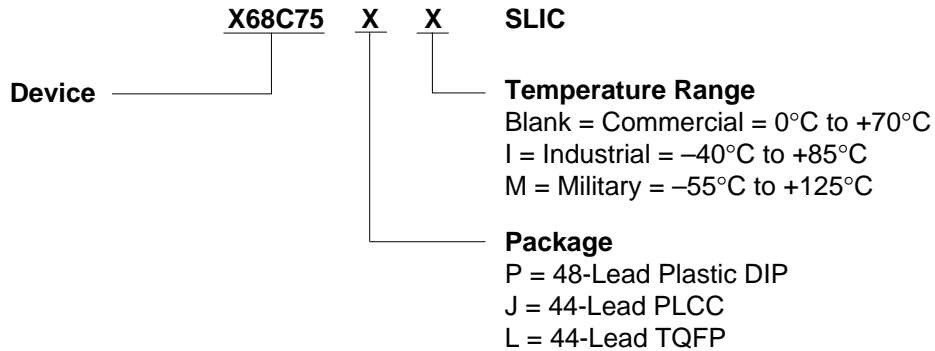 X68C75 X X SLIC
Device
Temperature Range
Blank = Commercial = 0°C to +70°C
I = Industrial = –40°C to +85°C
M = Military = –55°C to +125°C
Package
P = 48-Lead Plastic DIP
J = 44-Lead PLCC
L = 44-Lead TQFP